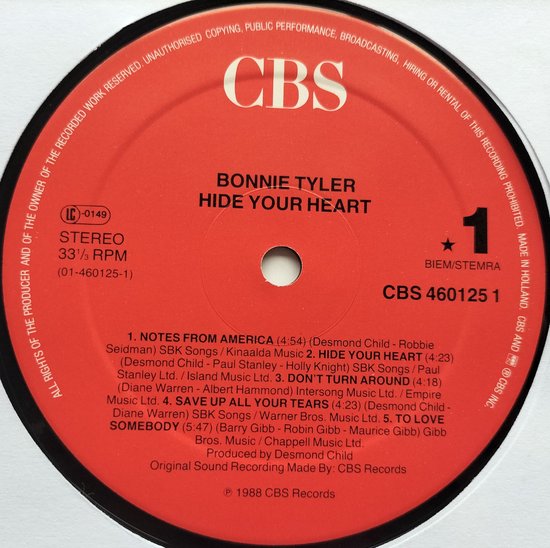 ALL RIGHTS OF THE PRODUCER AND OF THE OWNER OF THE RECORDED WORK RESERVED. UNAUTHORISED COPYING, PUBLIC PERFORMANCE, BROADCASTING, HIRING OR RENTAL OF THIS RECORDING PROHIBITED. MADE IN HOLLAND. CBS AND ® CBS INC.
CBS
BONNIE TYLER
HIDE YOUR HEART
LC -0149
STEREO
33 1/3 RPM
(01-460125-1)
★ 1
BIEM/STEMRA
CBS 460125 1
1. NOTES FROM AMERICA (4:54) (Desmond Child - Robbie
Seidman) SBK Songs / Kinaalda Music 2. HIDE YOUR HEART (4:23)
(Desmond Child - Paul Stanley - Holly Knight) SBK Songs / Paul
Stanley Ltd. / Island Music Ltd. 3. DON'T TURN AROUND (4:18)
(Diane Warren - Albert Hammond) Intersong Music Ltd. / Empire
Music Ltd. 4. SAVE UP ALL YOUR TEARS (4:23) (Desmond Child -
Diane Warren) SBK Songs / Warner Bros. Music Ltd. 5. TO LOVE
SOMEBODY (5:47) (Barry Gibb - Robin Gibb - Maurice Gibb) Gibb
Bros. Music / Chappell Music Ltd.
Produced by Desmond Child
Original Sound Recording Made By: CBS Records
℗ 1988 CBS Records